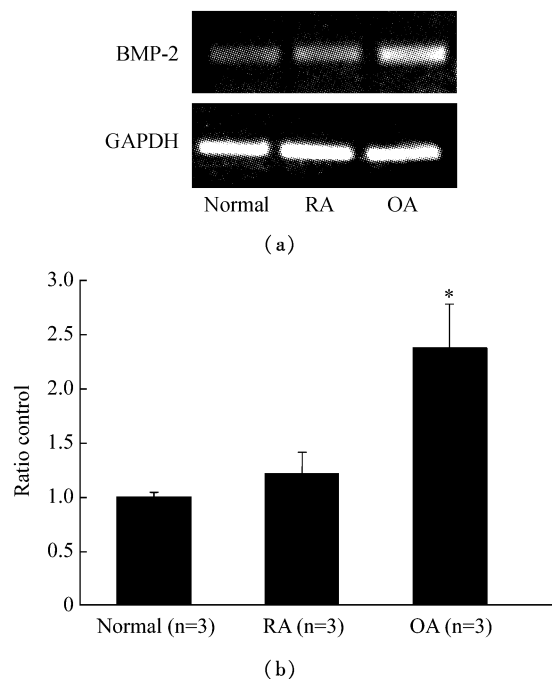 BMP-2
GAPDH
Normal RA OA
(a)
3.0
*
2.5
2.0
1.5
1.0
0.5
0
Ratio control
Normal (n=3) RA (n=3) OA (n=3)
(b)